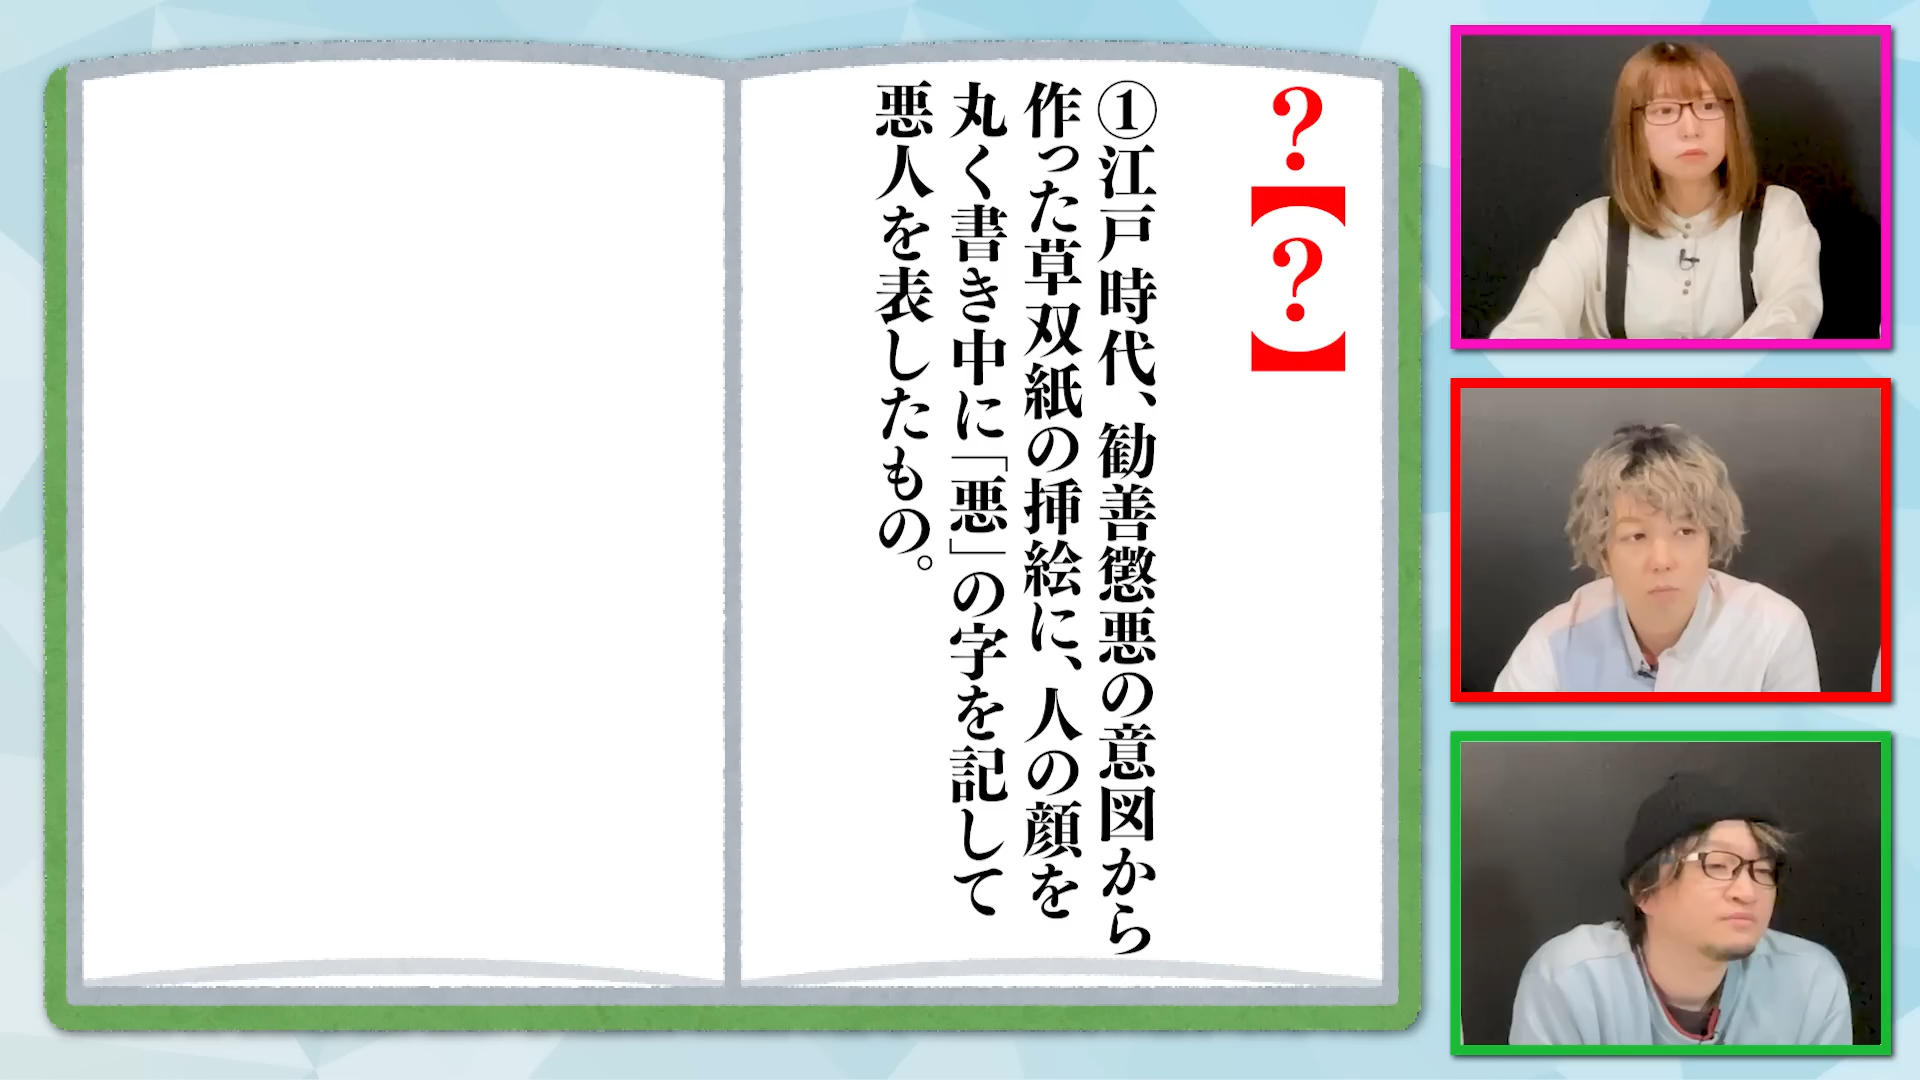 ？【？】
①江戸時代、勧善懲悪の意図から
作った草双紙の挿絵に、人の顔を
丸く書き中に「悪」の字を記して
悪人を表したもの。